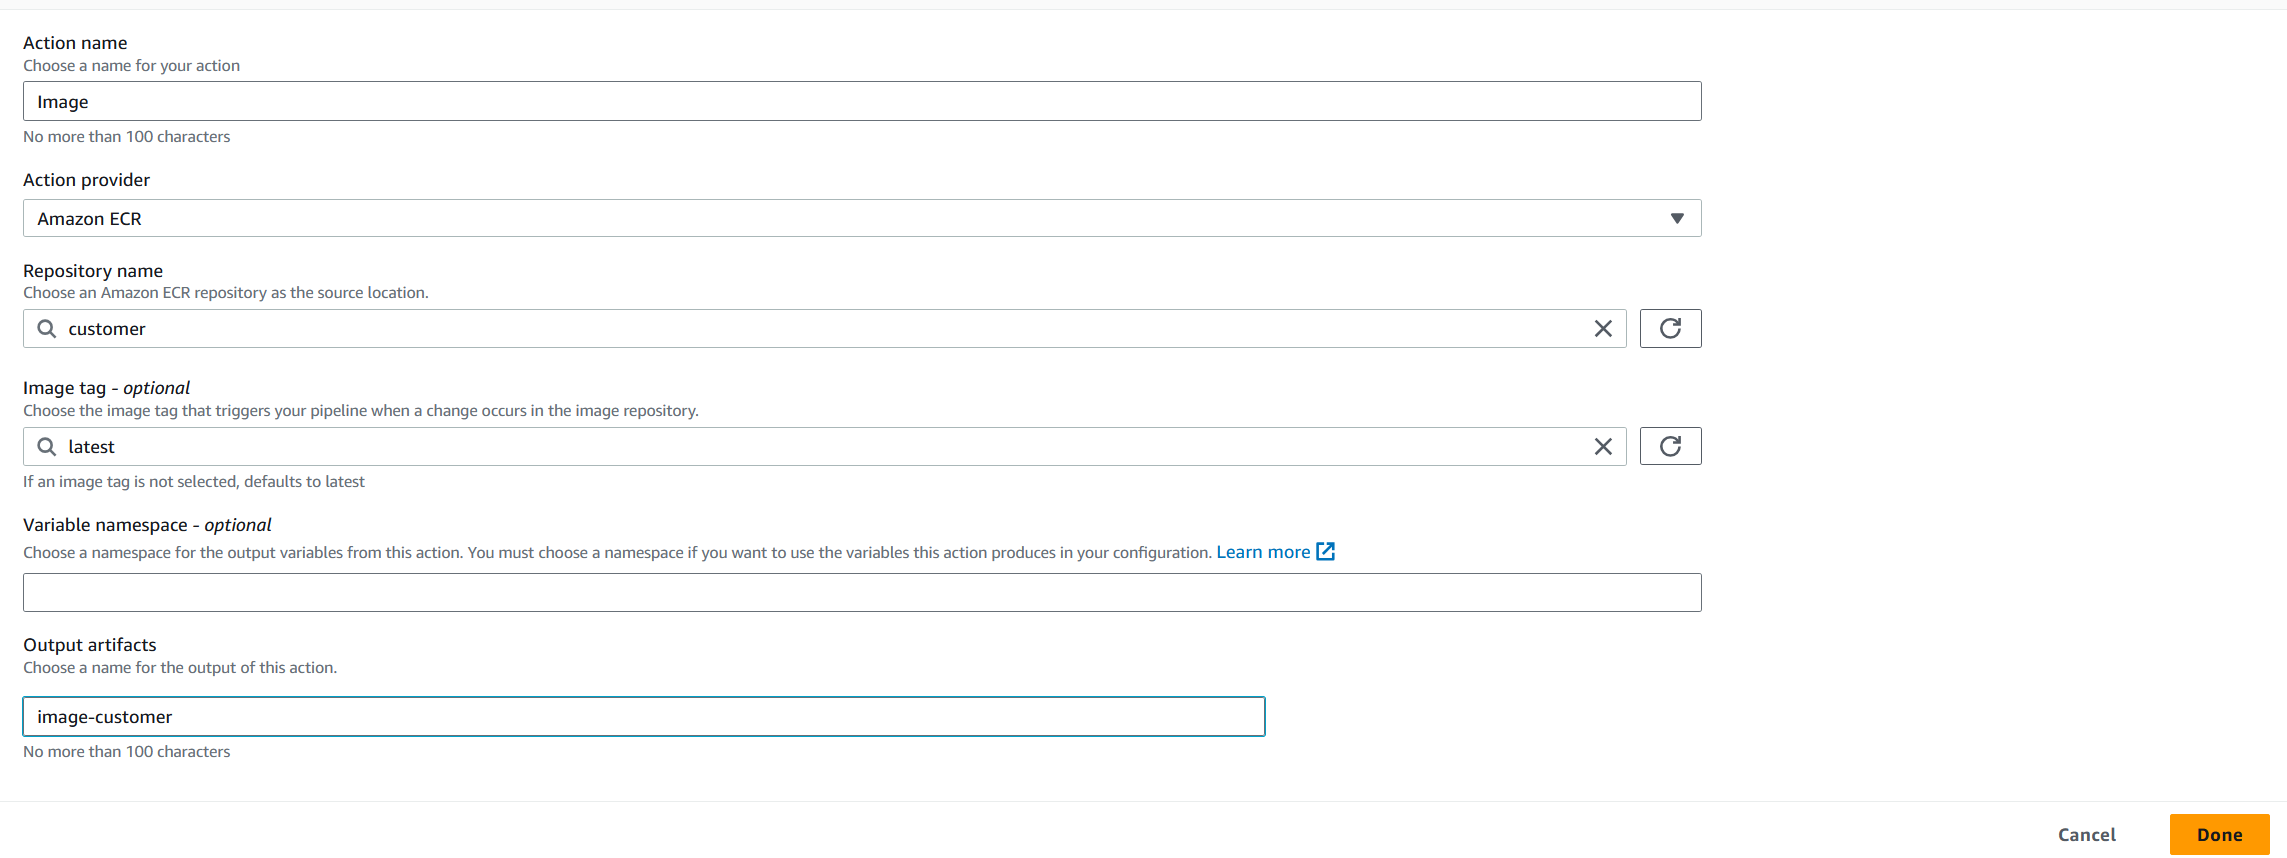 Action name
Choose a name for your action
Image
No more than 100 characters
Action provider
Amazon ECR
Repository name
Choose an Amazon ECR repository as the source location.
customer
Image tag - optional
Choose the image tag that triggers your pipeline when a change occurs in the image repository.
latest
If an image tag is not selected, defaults to latest
Variable namespace - optional
Choose a namespace for the output variables from this action. You must choose a namespace if you want to use the variables this action produces in your configuration. Learn more
Output artifacts
Choose a name for the output of this action.
image-customer
No more than 100 characters
Cancel Done